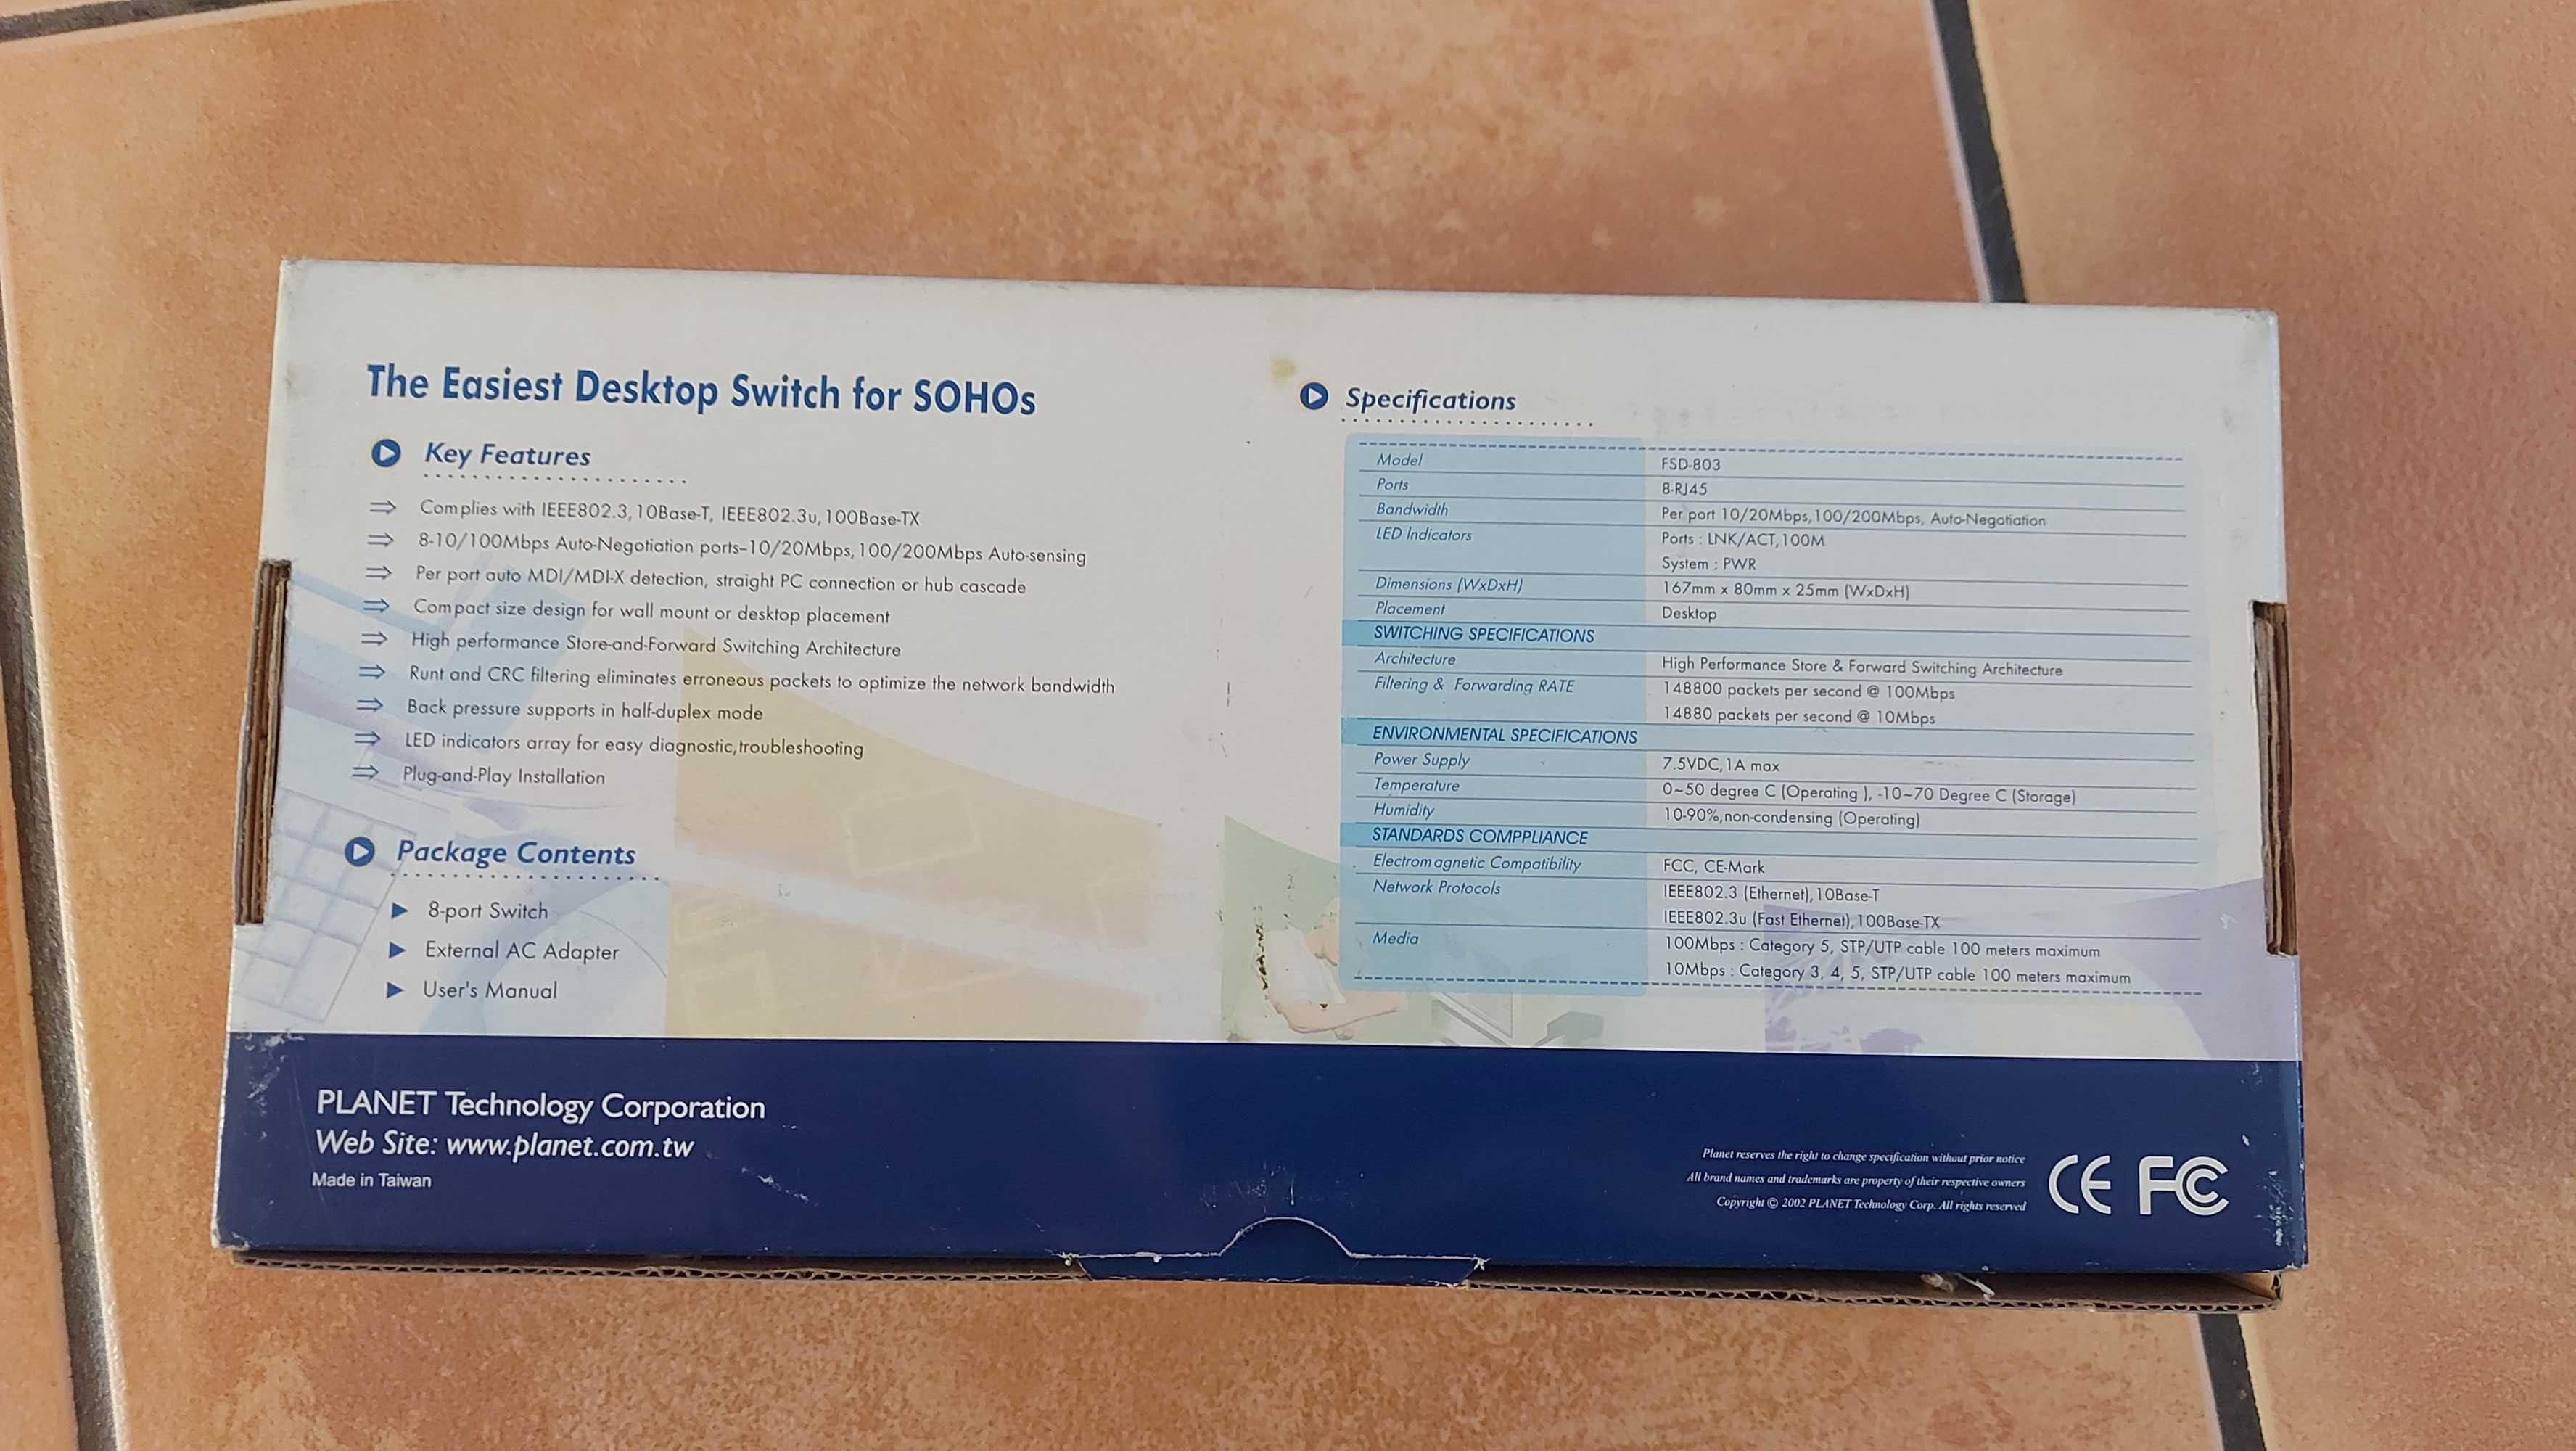 The Easiest Desktop Switch for SOHOs
Key Features
⇒ Complies with IEEE802.3, 10Base-T, IEEE802.3u, 100Base-TX
⇒ 8-10/100Mbps Auto-Negotiation ports–10/20Mbps, 100/200Mbps Auto-sensing
⇒ Per port auto MDI/MDI-X detection, straight PC connection or hub cascade
⇒ Compact size design for wall mount or desktop placement
⇒ High performance Store-and-Forward Switching Architecture
⇒ Runt and CRC filtering eliminates erroneous packets to optimize the network bandwidth
⇒ Back pressure supports in half-duplex mode
⇒ LED indicators array for easy diagnostic,troubleshooting
⇒ Plug-and-Play Installation
Package Contents
▶ 8-port Switch
▶ External AC Adapter
▶ User's Manual
Specifications
Model FSD-803
Ports 8-RJ45
Bandwidth Per port 10/20Mbps, 100/200Mbps, Auto-Negotiation
LED Indicators Ports : LNK/ACT, 100M
System : PWR
Dimensions (WxDxH) 167mm x 80mm x 25mm (WxDxH)
Placement Desktop
SWITCHING SPECIFICATIONS
Architecture High Performance Store & Forward Switching Architecture
Filtering & Forwarding RATE 148800 packets per second @ 100Mbps
14880 packets per second @ 10Mbps
ENVIRONMENTAL SPECIFICATIONS
Power Supply 7.5VDC, 1A max
Temperature 0~50 degree C (Operating ), -10~70 Degree C (Storage)
Humidity 10-90%, non-condensing (Operating)
STANDARDS COMPPLIANCE
Electromagnetic Compatibility FCC, CE-Mark
Network Protocols IEEE802.3 (Ethernet), 10Base-T
IEEE802.3u (Fast Ethernet), 100Base-TX
Media 100Mbps : Category 5, STP/UTP cable 100 meters maximum
10Mbps : Category 3, 4, 5, STP/UTP cable 100 meters maximum
PLANET Technology Corporation
Web Site: www.planet.com.tw
Made in Taiwan
Planet reserves the right to change specification without prior notice
All brand names and trademarks are property of their respective owners
Copyright © 2002 PLANET Technology Corp. All rights reserved
CE FC